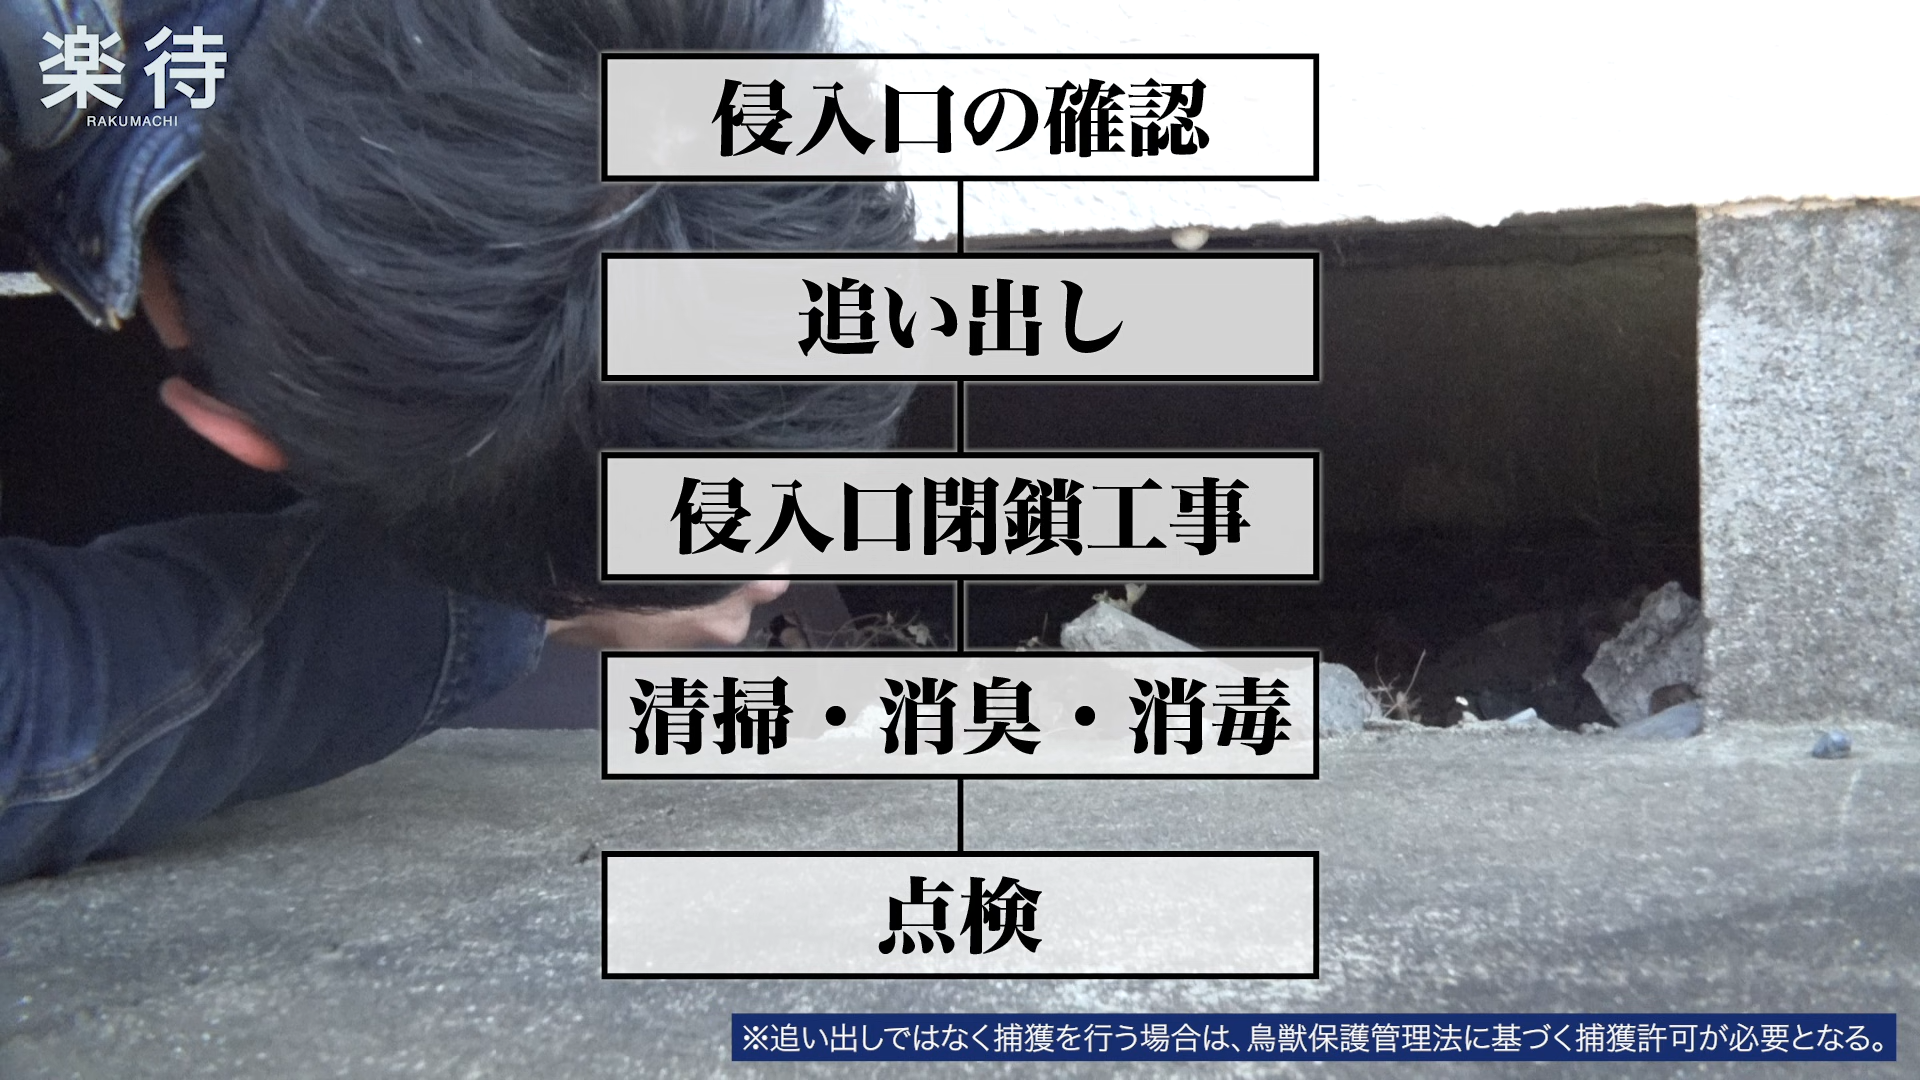 楽待
RAKUMACHI
侵入口の確認
追い出し
侵入口閉鎖工事
清掃・消臭・消毒
点検
※追い出しではなく捕獲を行う場合は、鳥獣保護管理法に基づく捕獲許可が必要となる。